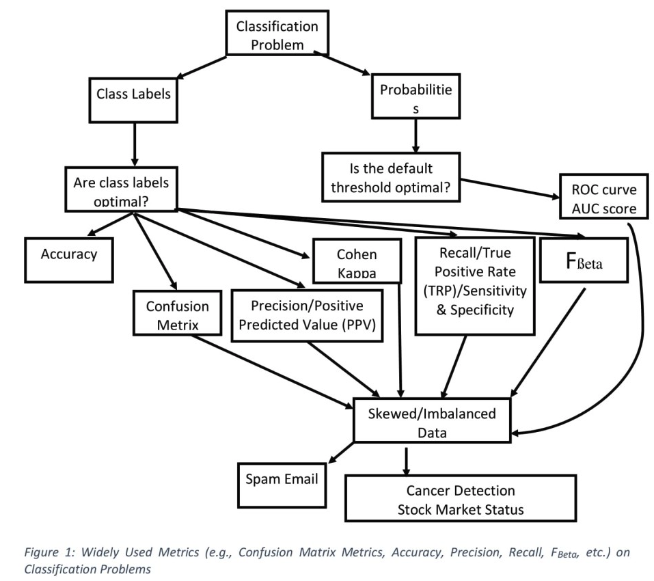 Classification
Problem
Class Labels
Probabilitie
s
Are class labels
optimal?
Is the default
threshold optimal?
ROC curve
AUC score
Accuracy
Cohen
Kappa
Recall/True
Positive Rate
(TRP)/Sensitivity
& Specificity
FBeta
Confusion
Metrix
Precision/Positive
Predicted Value (PPV)
Skewed/Imbalanced
Data
Spam Email
Cancer Detection
Stock Market Status
Figure 1: Widely Used Metrics (e.g., Confusion Matrix Metrics, Accuracy, Precision, Recall, FBeta, etc.) on
Classification Problems